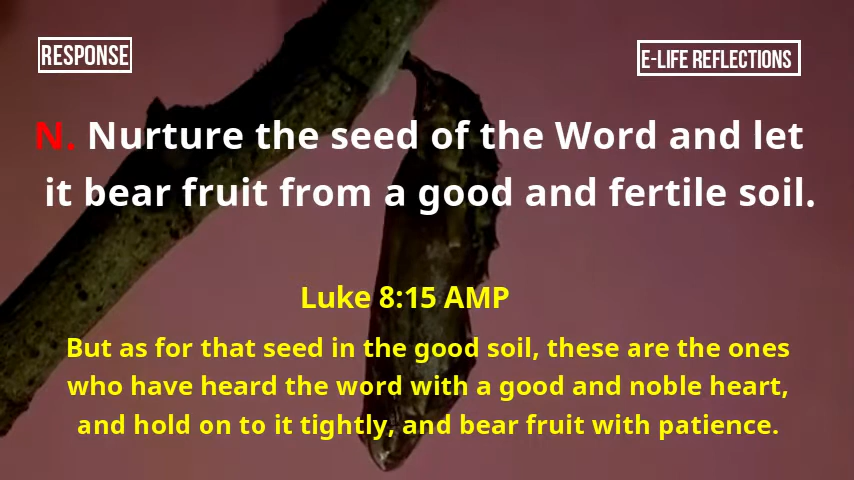 RESPONSE
E-LIFE REFLECTIONS
N. Nurture the seed of the Word and let
it bear fruit from a good and fertile soil.
Luke 8:15 AMP
But as for that seed in the good soil, these are the ones
who have heard the word with a good and noble heart,
and hold on to it tightly, and bear fruit with patience.